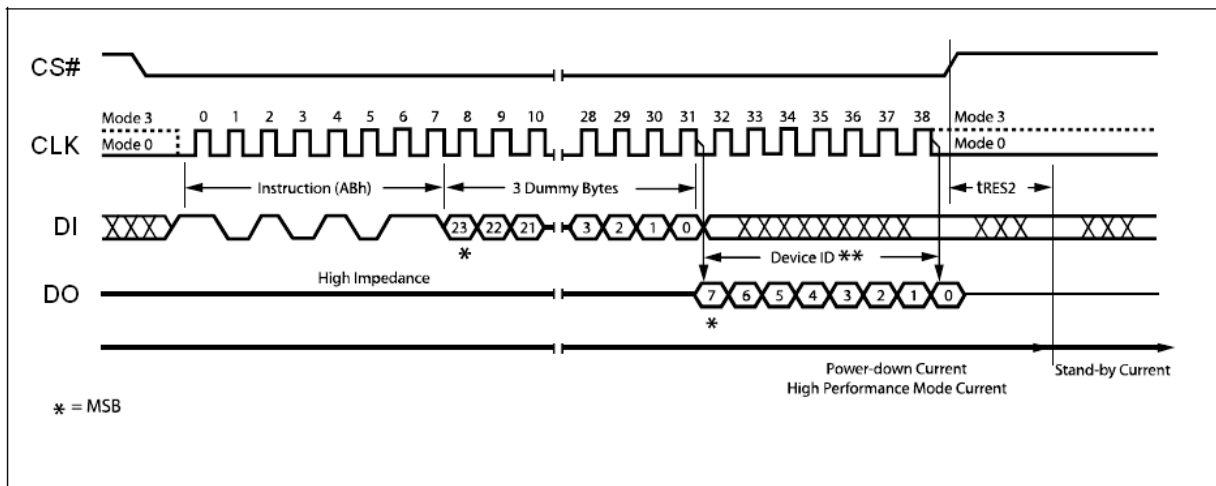 CS#
Mode 3 0 1 2 3 4 5 6 7 8 9 10 28 29 30 31 32 33 34 35 36 37 38 Mode 3
CLK Mode 0 Mode 0
Instruction (ABh) 3 Dummy Bytes tRES2
DI 23 22 21 3 2 1 0
* Device ID **
High Impedance
DO 7 6 5 4 3 2 1 0
*
Power-down Current Stand-by Current
High Performance Mode Current
* = MSB